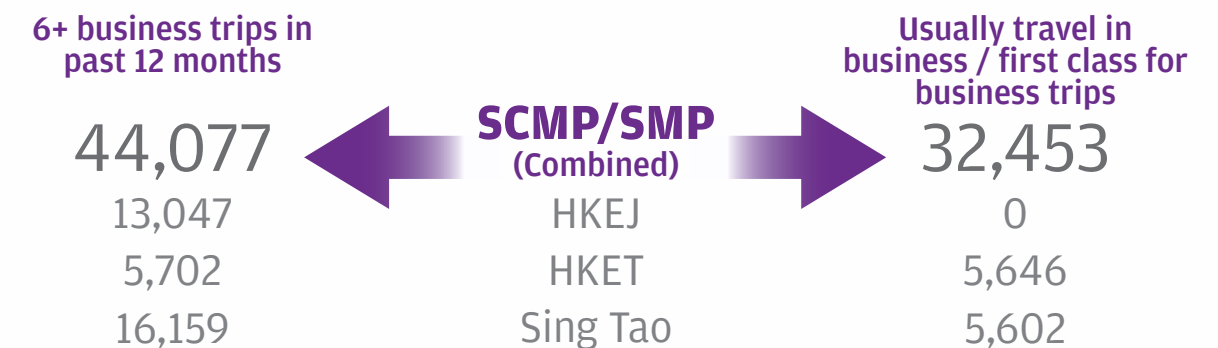 6+ business trips in
past 12 months
Usually travel in
business / first class for
business trips
SCMP/SMP
(Combined)
44,077
32,453
13,047 HKEJ 0
5,702 HKET 5,646
16,159 Sing Tao 5,602